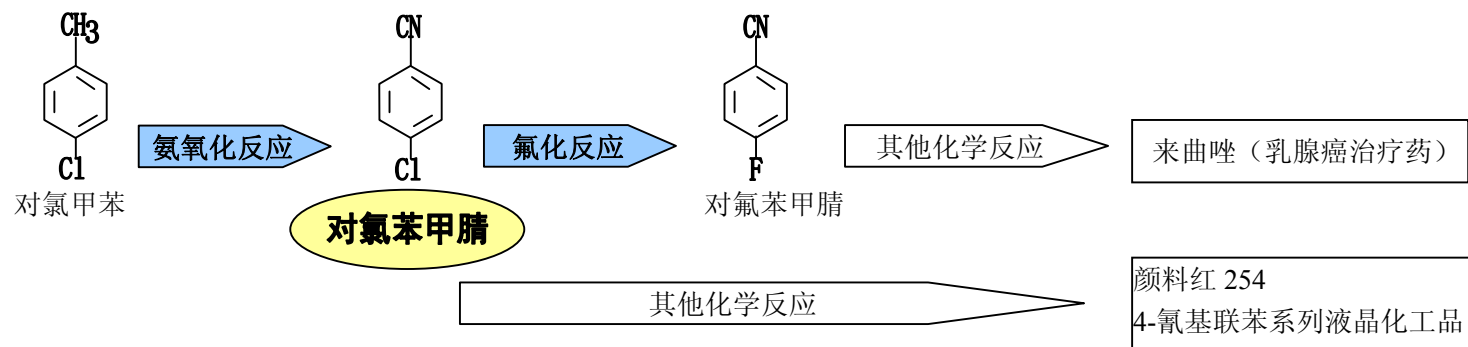 CH3
CN
CN
氨氧化反应
氟化反应
其他化学反应
来曲唑（乳腺癌治疗药）
Cl
Cl
F
对氯甲苯
对氯苯甲腈
对氟苯甲腈
其他化学反应
颜料红 254
4-氰基联苯系列液晶化工品